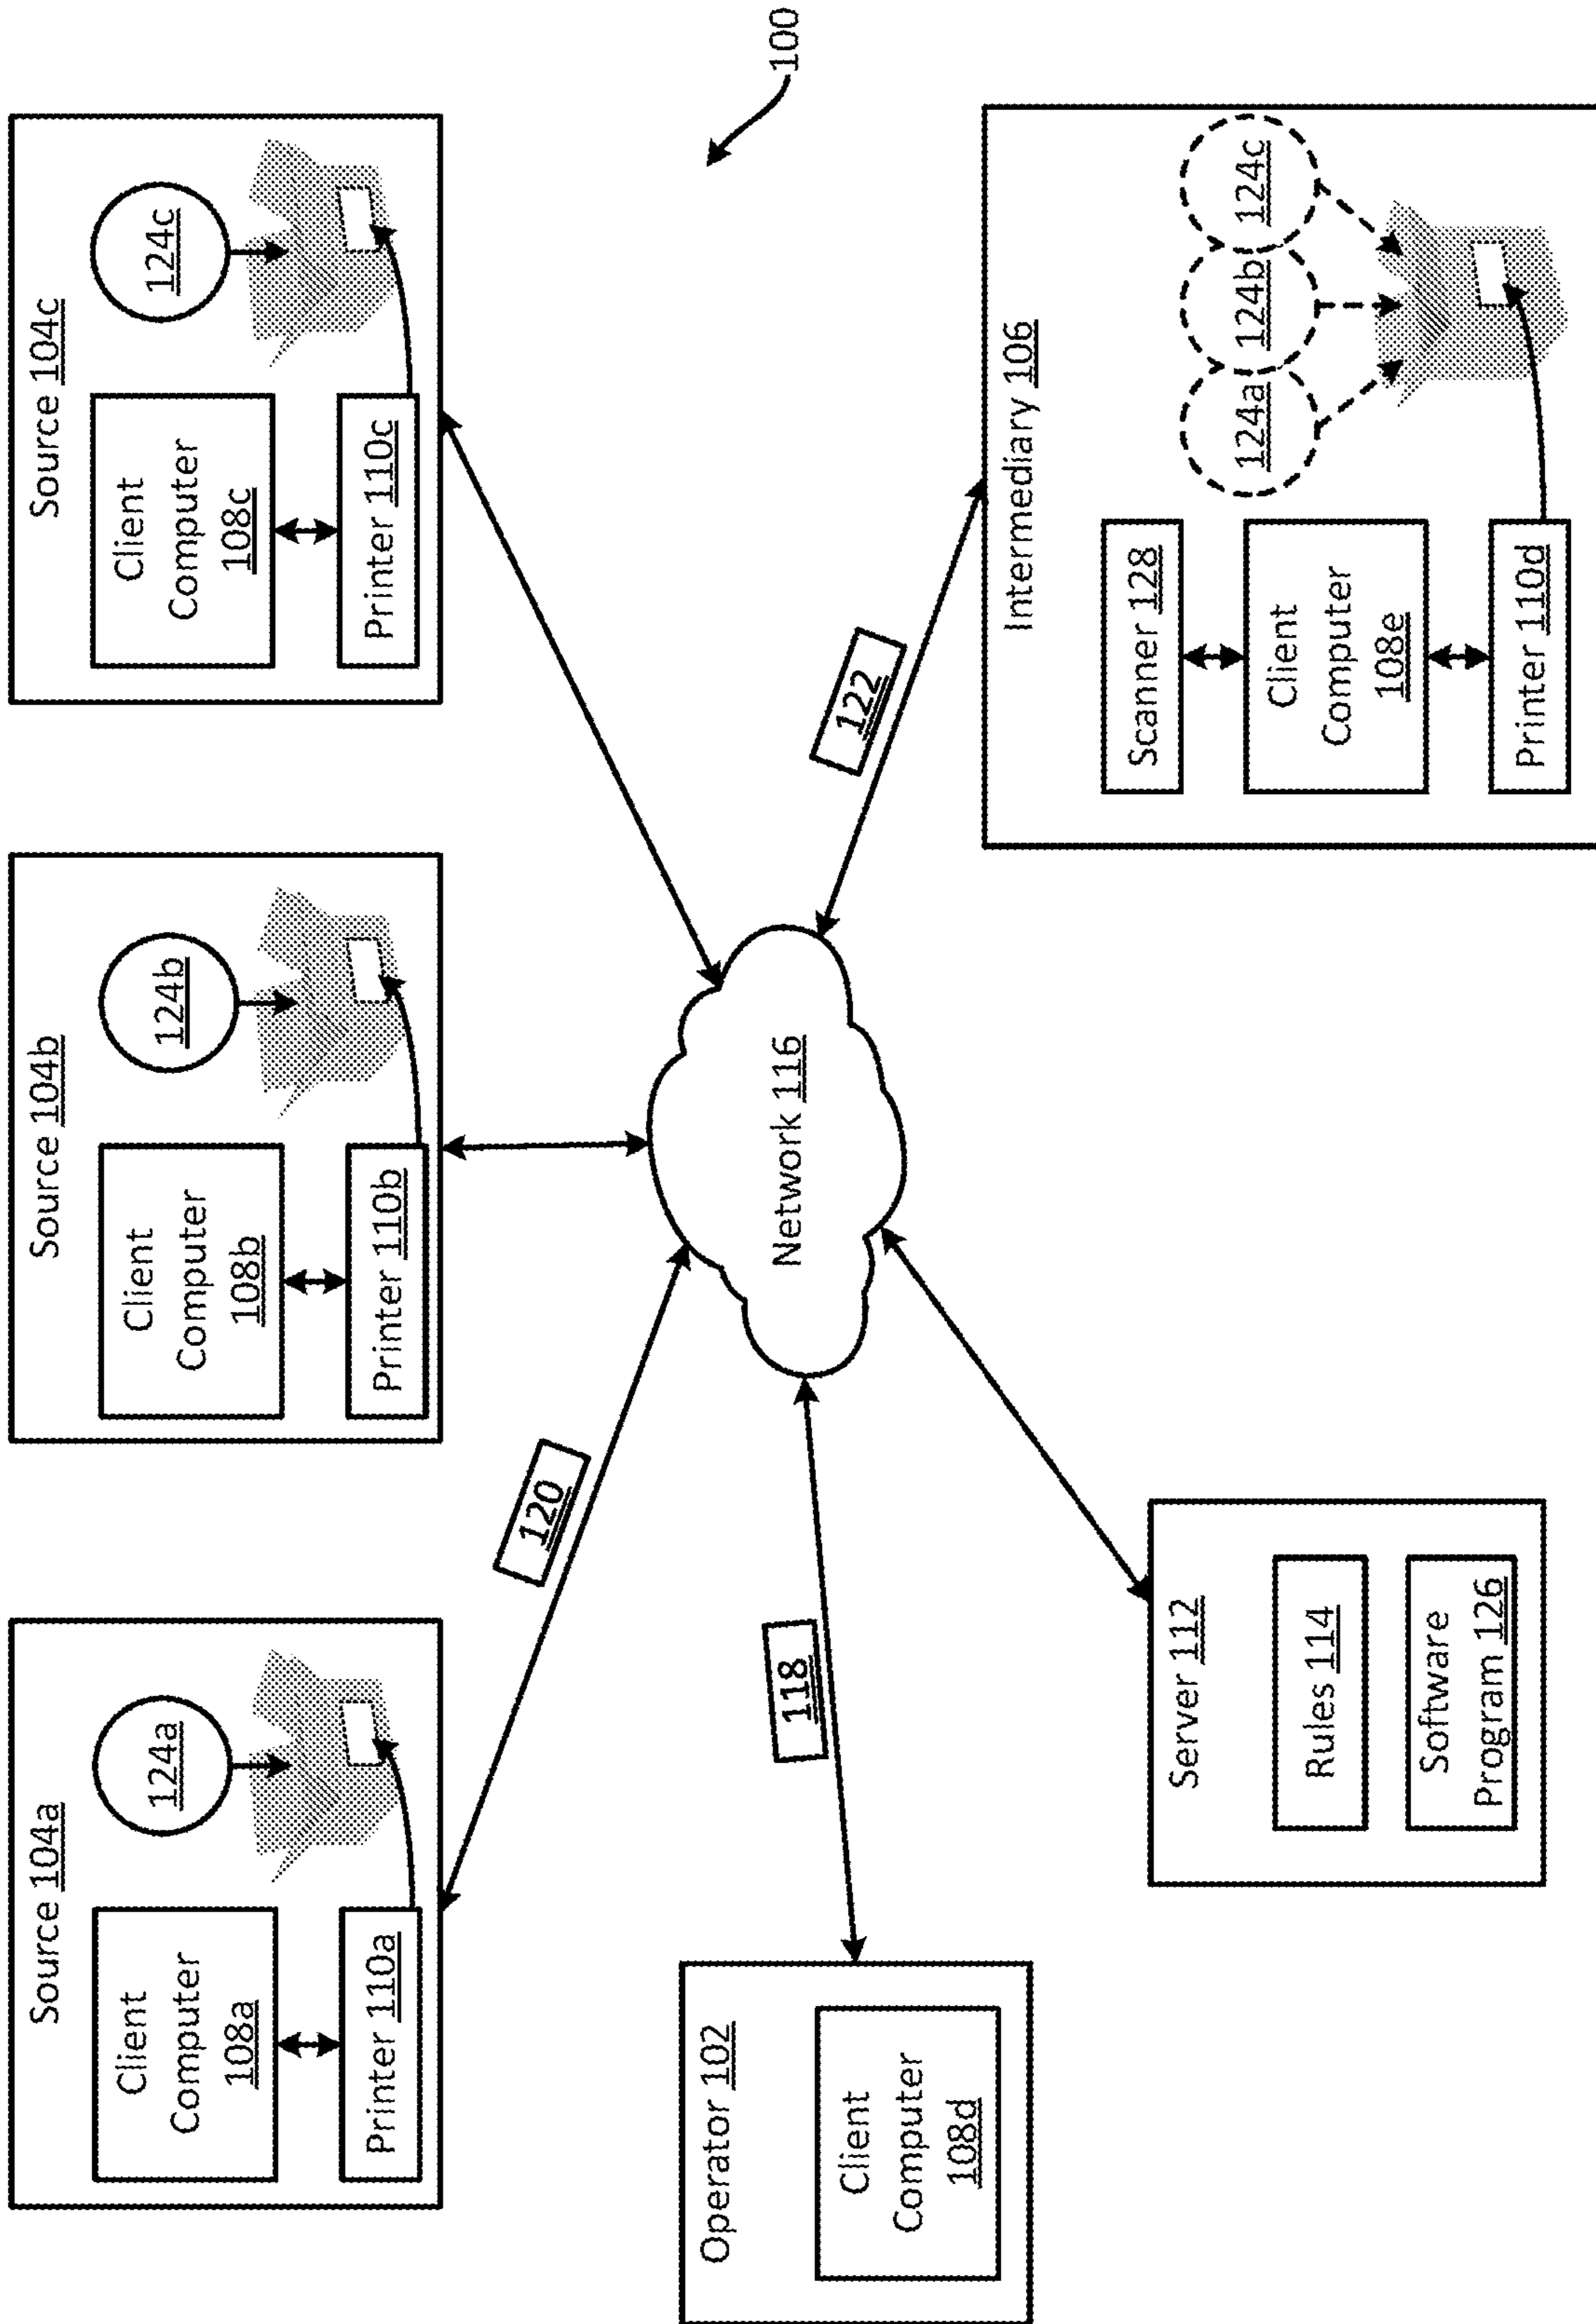 Source 104a
Client
Computer
108a
Printer 110a
124a
Source 104b
Client
Computer
108b
Printer 110b
124b
Source 104c
Client
Computer
108c
Printer 110c
124c
120
118
122
Network 116
100
Operator 102
Client
Computer
108d
Server 112
Rules 114
Software
Program 126
Intermediary 106
Scanner 128
Client
Computer
108e
Printer 110d
124a
124b
124c